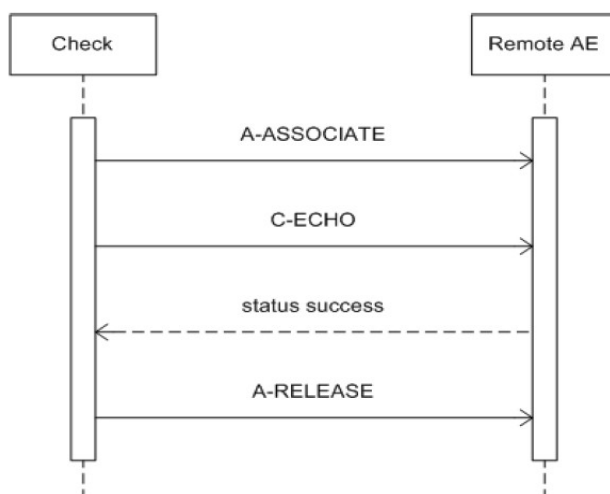 Check
Remote AE
A-ASSOCIATE
C-ECHO
status success
A-RELEASE